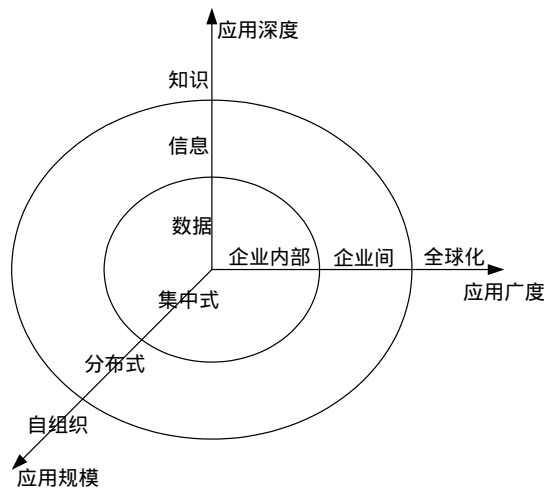 应用深度
知识
信息
数据
企业内部
企业间
全球化
应用广度
集中式
分布式
自组织
应用规模